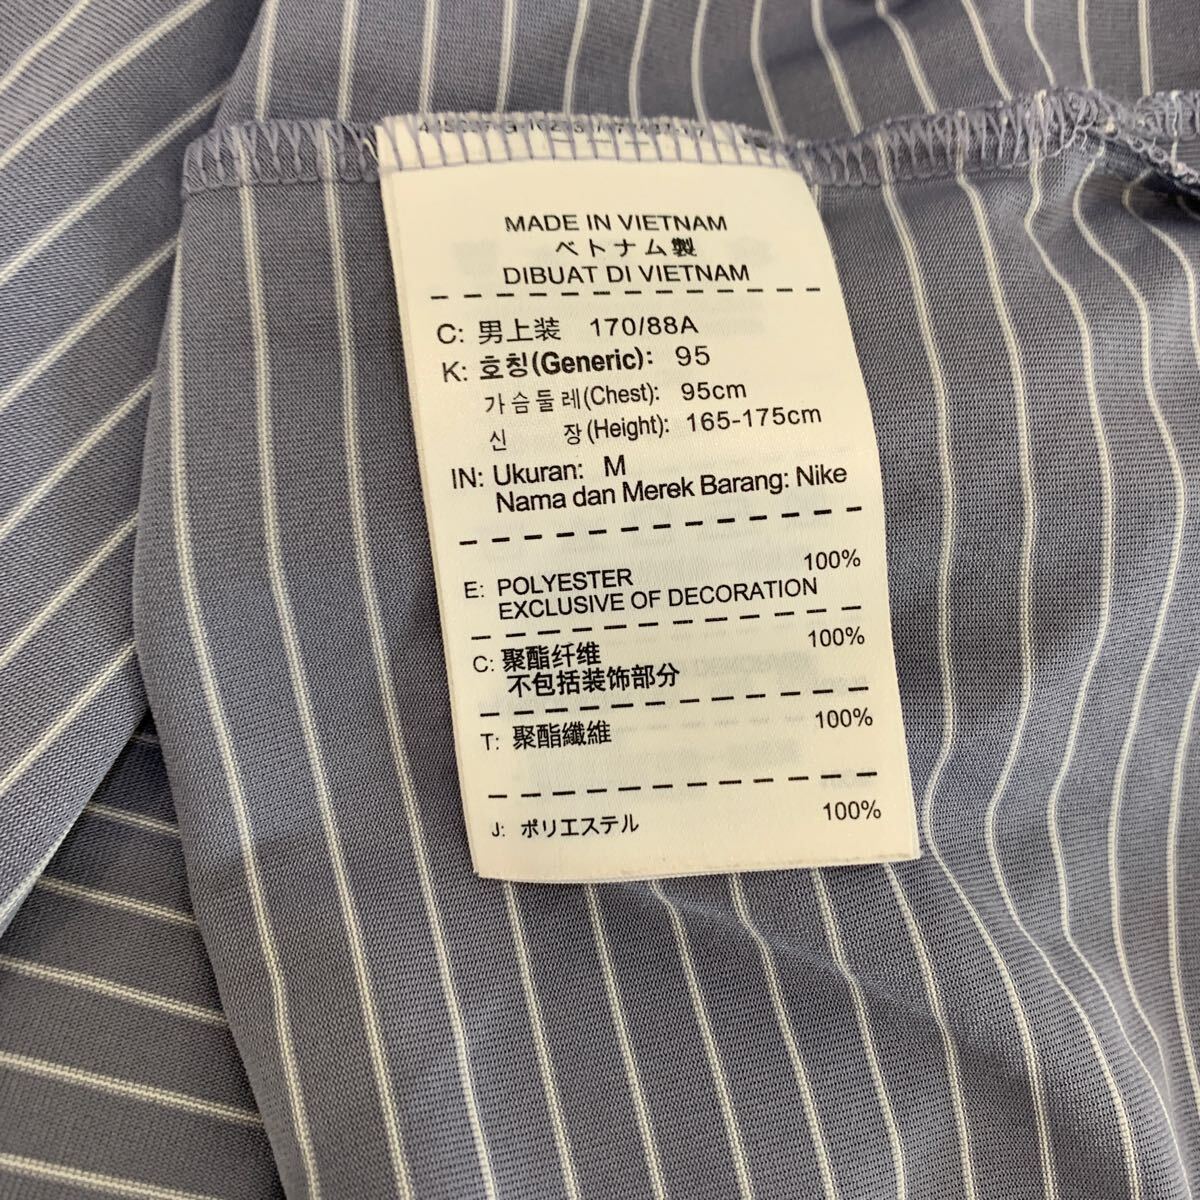 MADE IN VIETNAM
ベトナム製
DIBUAT DI VIETNAM
C: 男上装 170/88A
K: 호칭(Generic): 95
가슴둘레(Chest): 95cm
신 장(Height): 165-175cm
IN: Ukuran: M
Nama dan Merek Barang: Nike
E: POLYESTER 100%
EXCLUSIVE OF DECORATION
C: 聚酯纤维 100%
不包括装饰部分
T: 聚酯纖維 100%
J: ポリエステル 100%